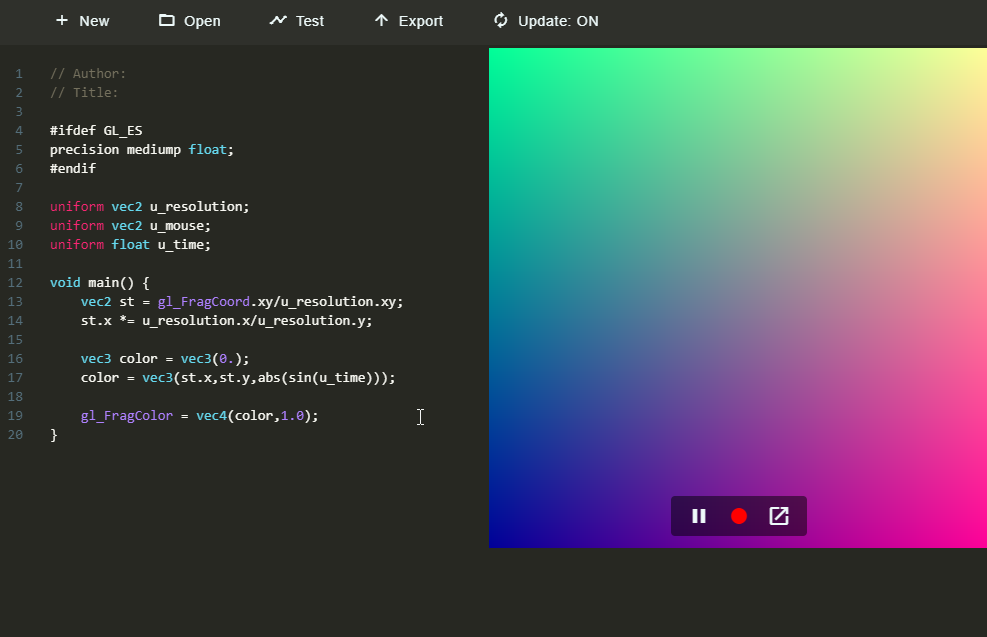 New Open Test Export Update: ON
1 // Author:
2 // Title:
3
4 #ifdef GL_ES
5 precision mediump float;
6 #endif
7
8 uniform vec2 u_resolution;
9 uniform vec2 u_mouse;
10 uniform float u_time;
11
12 void main() {
13 vec2 st = gl_FragCoord.xy/u_resolution.xy;
14 st.x *= u_resolution.x/u_resolution.y;
15
16 vec3 color = vec3(0.);
17 color = vec3(st.x,st.y,abs(sin(u_time)));
18
19 gl_FragColor = vec4(color,1.0);
20 }